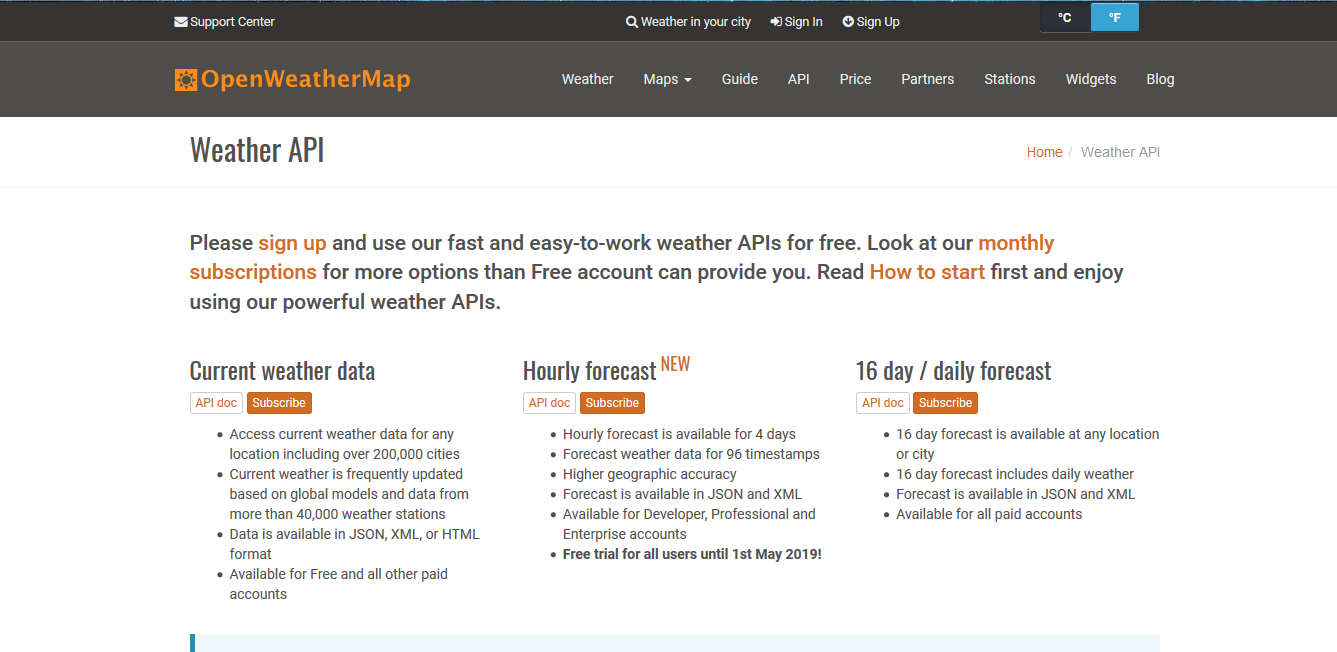 Support Center
Weather in your city
Sign In
Sign Up
°C
°F
OpenWeatherMap
Weather
Maps
Guide
API
Price
Partners
Stations
Widgets
Blog
Weather API
Home / Weather API
Please sign up and use our fast and easy-to-work weather APIs for free. Look at our monthly
subscriptions for more options than Free account can provide you. Read How to start first and enjoy
using our powerful weather APIs.
Current weather data
API doc
Subscribe
Access current weather data for any
location including over 200,000 cities
Current weather is frequently updated
based on global models and data from
more than 40,000 weather stations
Data is available in JSON, XML, or HTML
format
Available for Free and all other paid
accounts
Hourly forecast NEW
API doc
Subscribe
Hourly forecast is available for 4 days
Forecast weather data for 96 timestamps
Higher geographic accuracy
Forecast is available in JSON and XML
Available for Developer, Professional and
Enterprise accounts
Free trial for all users until 1st May 2019!
16 day / daily forecast
API doc
Subscribe
16 day forecast is available at any location
or city
16 day forecast includes daily weather
Forecast is available in JSON and XML
Available for all paid accounts